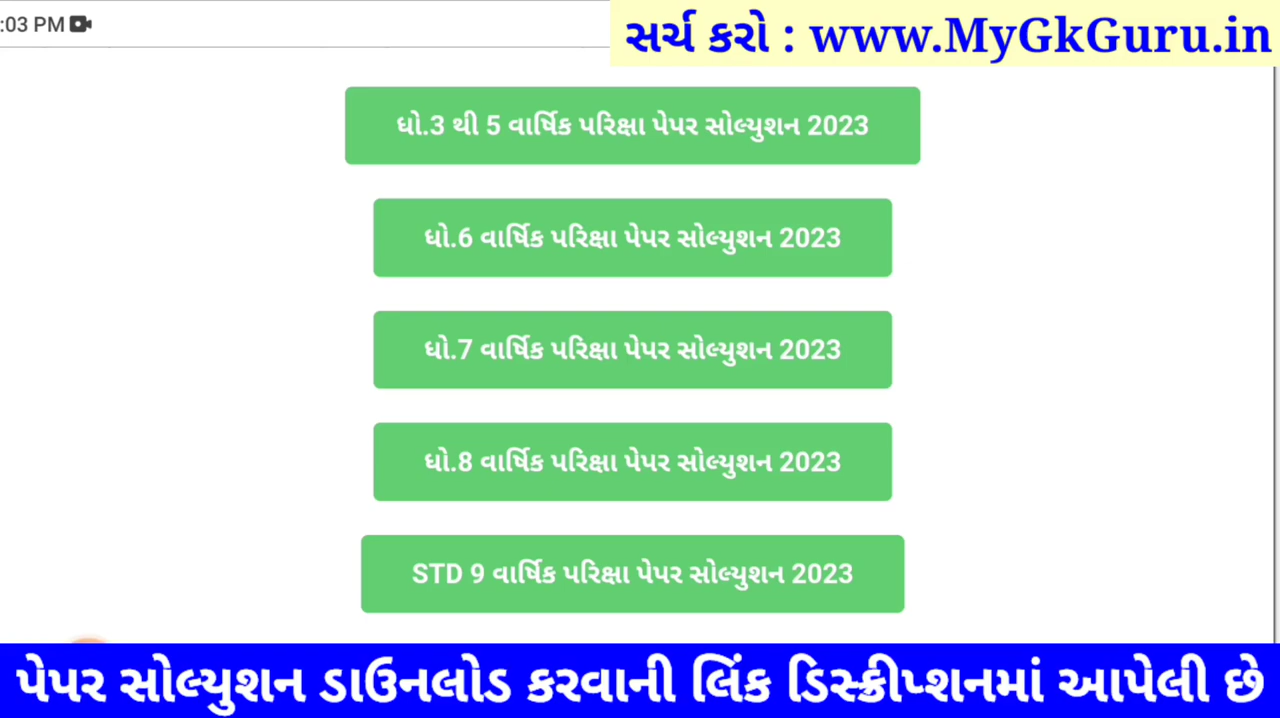 :03 PM
સર્ચ કરો : www.MyGkGuru.in
ધો.3 થી 5 વાર્ષિક પરિક્ષા પેપર સોલ્યુશન 2023
ધો.6 વાર્ષિક પરિક્ષા પેપર સોલ્યુશન 2023
ધો.7 વાર્ષિક પરિક્ષા પેપર સોલ્યુશન 2023
ધો.8 વાર્ષિક પરિક્ષા પેપર સોલ્યુશન 2023
STD 9 વાર્ષિક પરિક્ષા પેપર સોલ્યુશન 2023
પેપર સોલ્યુશન ડાઉનલોડ કરવાની લિંક ડિસ્ક્રીપ્શનમાં આપેલી છે